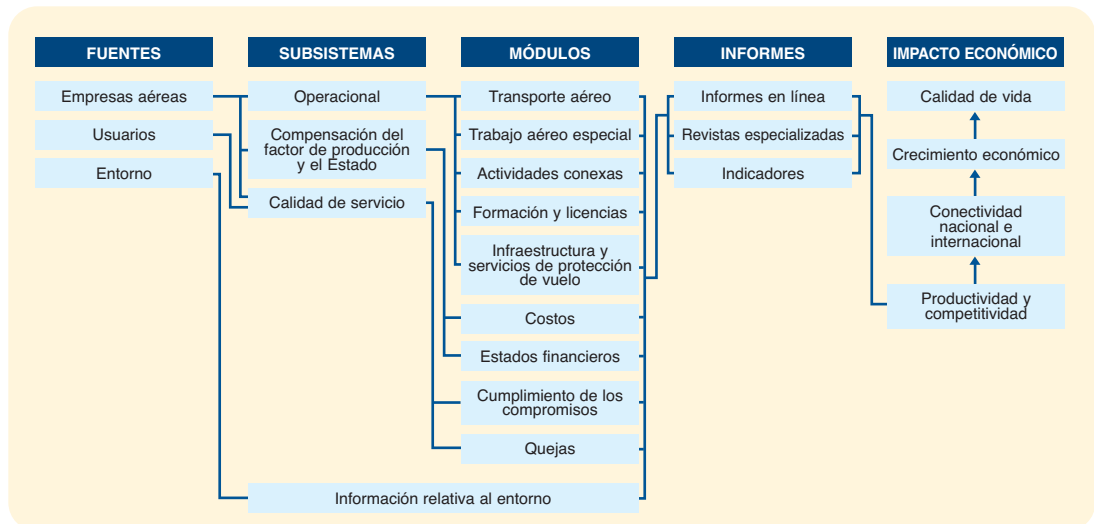 FUENTES
Empresas aéreas
Usuarios
Entorno
SUBSISTEMAS
Operacional
Compensación del
factor de producción
y el Estado
Calidad de servicio
MÓDULOS
Transporte aéreo
Trabajo aéreo especial
Actividades conexas
Formación y licencias
Infraestructura y
servicios de protección
de vuelo
Costos
Estados financieros
Cumplimiento de los
compromisos
Quejas
Información relativa al entorno
INFORMES
Informes en línea
Revistas especializadas
Indicadores
IMPACTO ECONÓMICO
Calidad de vida
Crecimiento económico
Conectividad
nacional e
internacional
Productividad y
competitividad